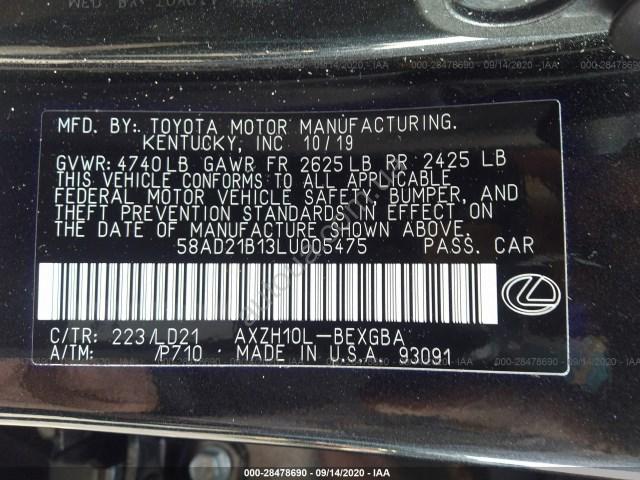 000-28478690 - 09/14/2020 - IAA
MFD. BY: TOYOTA MOTOR MANUFACTURING.
KENTUCKY, INC 10/19
GVWR: 4740LB GAWR FR 2625 LB RR 2425 LB
THIS VEHICLE CONFORMS TO ALL APPLICABLE
FEDERAL MOTOR VEHICLE SAFETY, BUMPER, AND
THEFT PREVENTION STANDARDS IN EFFECT ON
THE DATE OF MANUFACTURE SHOWN ABOVE.
58AD21B13LU005475 PASS. CAR
C/TR: 223/LD21 AXZH10L-BEXGBA
A/TM: /P710 MADE IN U.S.A. 93091
000-28478690 - 09/14/2020 - IAA